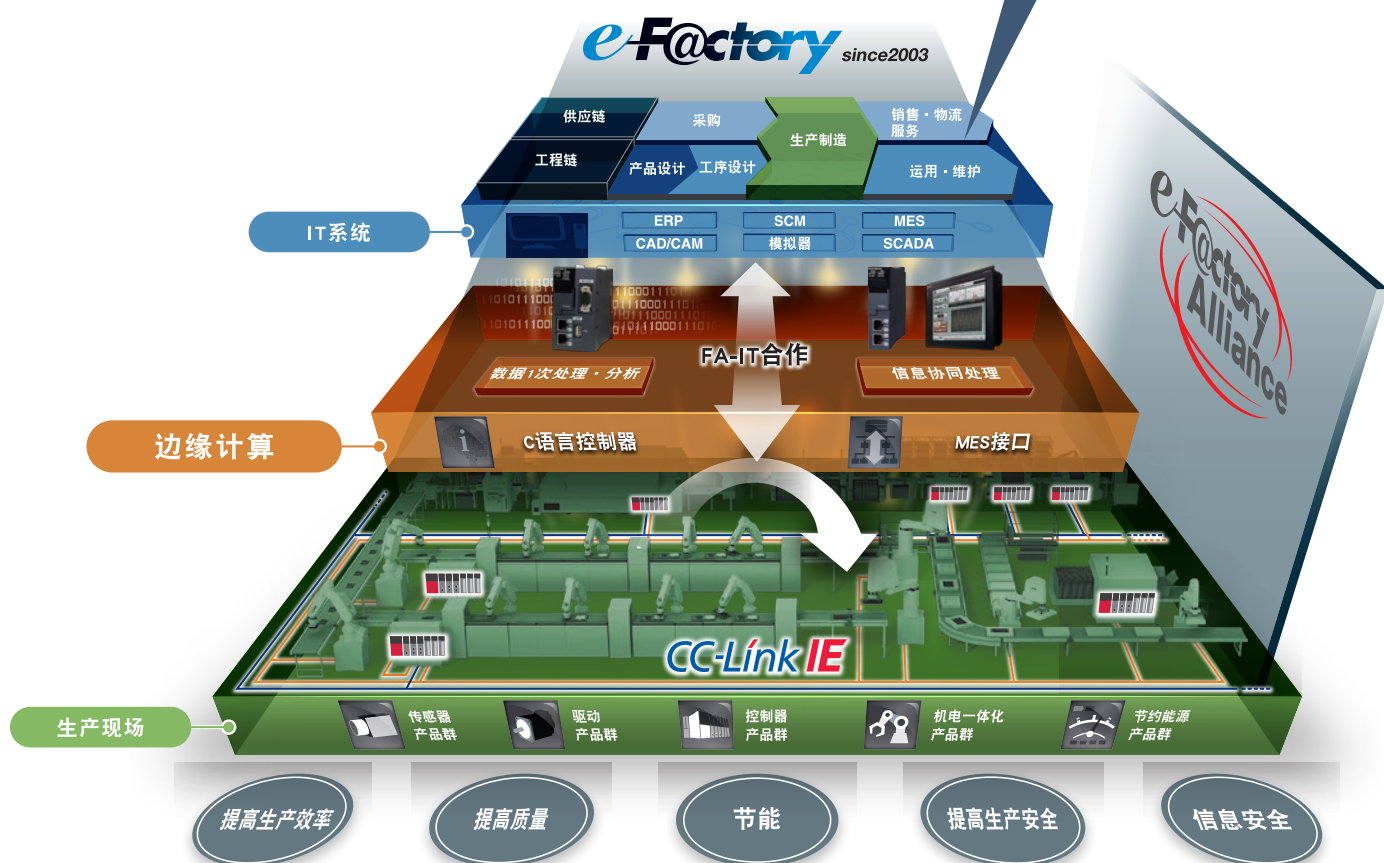 e-F@ctory since2003
供应链
采购
销售・物流
服务
生产制造
工程链
产品设计
工序设计
运用・维护
IT系统
ERP
SCM
MES
CAD/CAM
模拟器
SCADA
FA-IT合作
数据1次处理・分析
信息协同处理
e-F@ctory
Alliance
边缘计算
C语言控制器
MES接口
CC-Link IE
生产现场
传感器
产品群
驱动
产品群
控制器
产品群
机电一体化
产品群
节约能源
产品群
提高生产效率
提高质量
节能
提高生产安全
信息安全